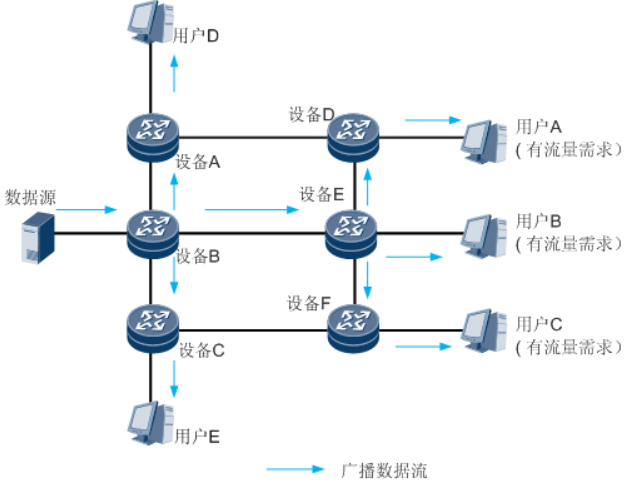 用户D
设备D
用户A
(有流量需求)
设备A
数据源
设备E
用户B
(有流量需求)
设备B
设备F
用户C
(有流量需求)
设备C
用户E
广播数据流